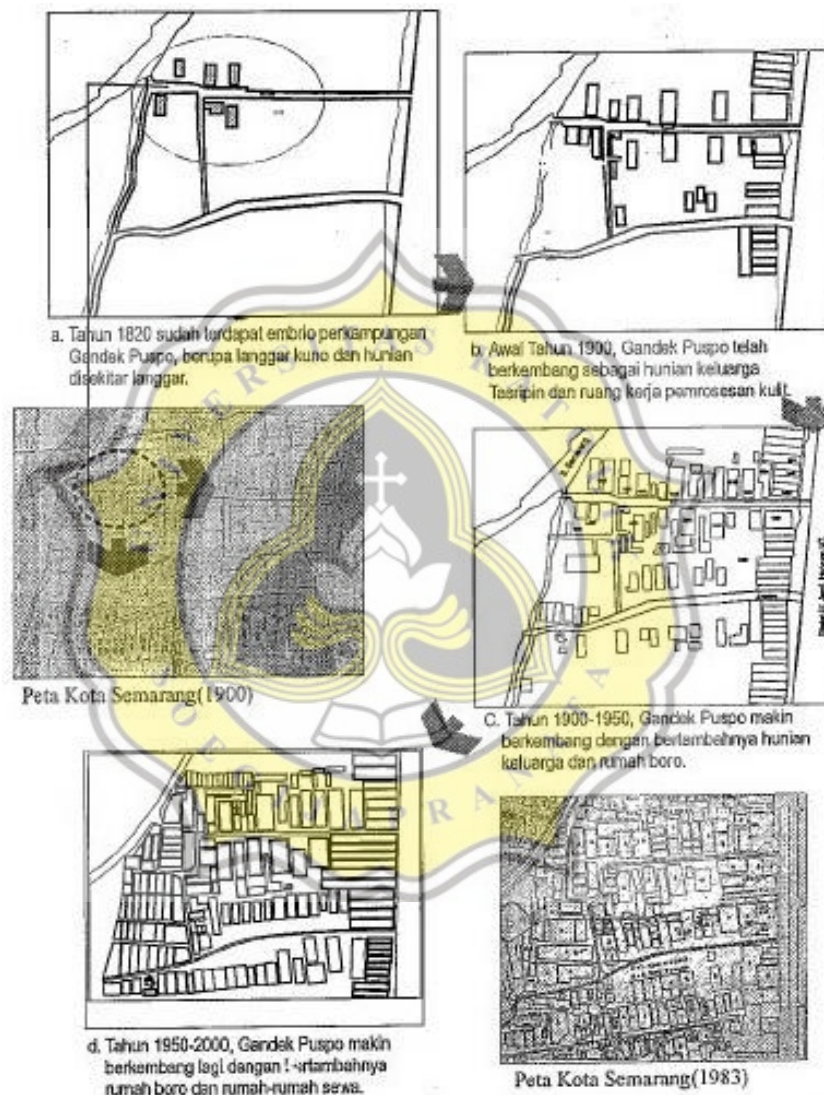 a. Tahun 1820 sudah terdapat embrio perkampungan
Gandek Puspo, berupa langgar kuno dan hunian
disekitar langgar.
b. Awal Tahun 1900, Gandek Puspo telah
berkembang sebagai hunian keluarga
Tasripin dan ruang kerja pemrosesan kulit.
Peta Kota Semarang(1900)
C. Tahun 1900-1950, Gandek Puspo makin
berkembang dengan bertambahnya hunian
keluarga dan rumah boro.
d. Tahun 1950-2000, Gandek Puspo makin
berkembang lagi dengan
rumah boro dan rumah-rumah sewa.
Peta Kota Semarang(1983)